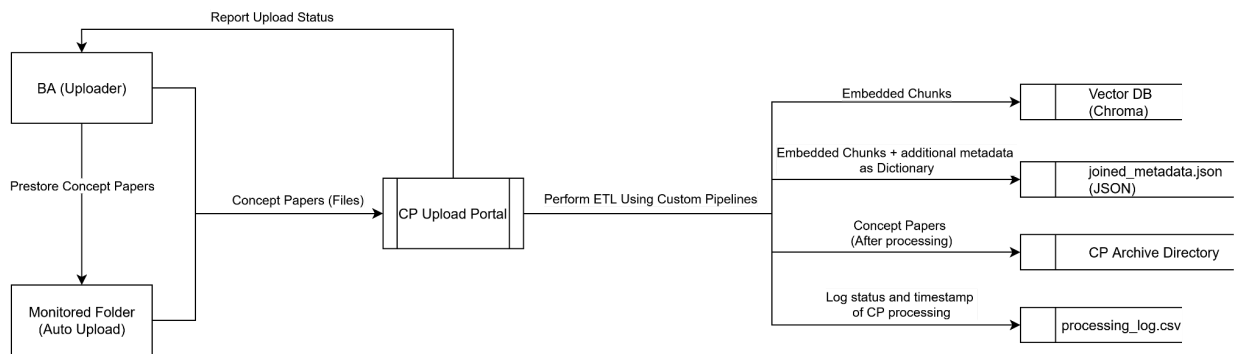 Report Upload Status
BA (Uploader)
Prestore Concept Papers
Monitored Folder
(Auto Upload)
Concept Papers (Files)
CP Upload Portal
Perform ETL Using Custom Pipelines
Embedded Chunks
Vector DB
(Chroma)
Embedded Chunks + additional metadata
as Dictionary
joined_metadata.json
(JSON)
Concept Papers
(After processing)
CP Archive Directory
Log status and timestamp
of CP processing
processing_log.csv